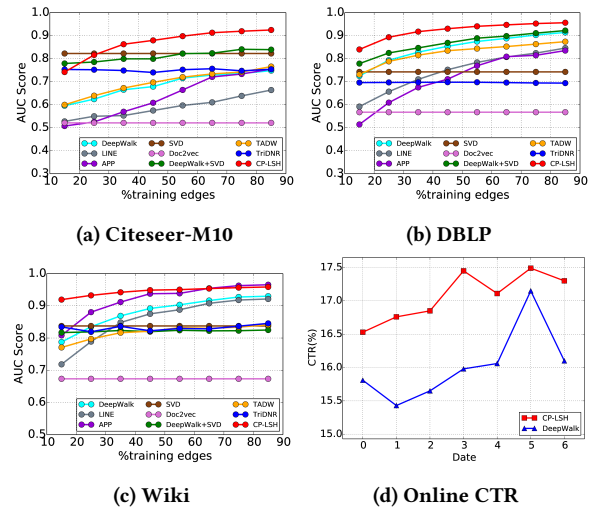 1.0
0.9
0.8
0.7
0.6
0.5
0.4
0.3
10 20 30 40 50 60 70 80 90
AUC Score
%training edges
DeepWalk SVD TADW
LINE Doc2vec TriDNR
APP DeepWalk+SVD CP-LSH
(a) Citeseer-M10
1.0
0.9
0.8
0.7
0.6
0.5
0.4
0.3
10 20 30 40 50 60 70 80 90
AUC Score
%training edges
DeepWalk SVD TADW
LINE Doc2vec TriDNR
APP DeepWalk+SVD CP-LSH
(b) DBLP
1.0
0.9
0.8
0.7
0.6
0.5
10 20 30 40 50 60 70 80 90
AUC Score
%training edges
DeepWalk SVD TADW
LINE Doc2vec TriDNR
APP DeepWalk+SVD CP-LSH
(c) Wiki
17.5
17.0
16.5
16.0
15.5
15.0
0 1 2 3 4 5 6
CTR(%)
Date
CP-LSH
DeepWalk
(d) Online CTR